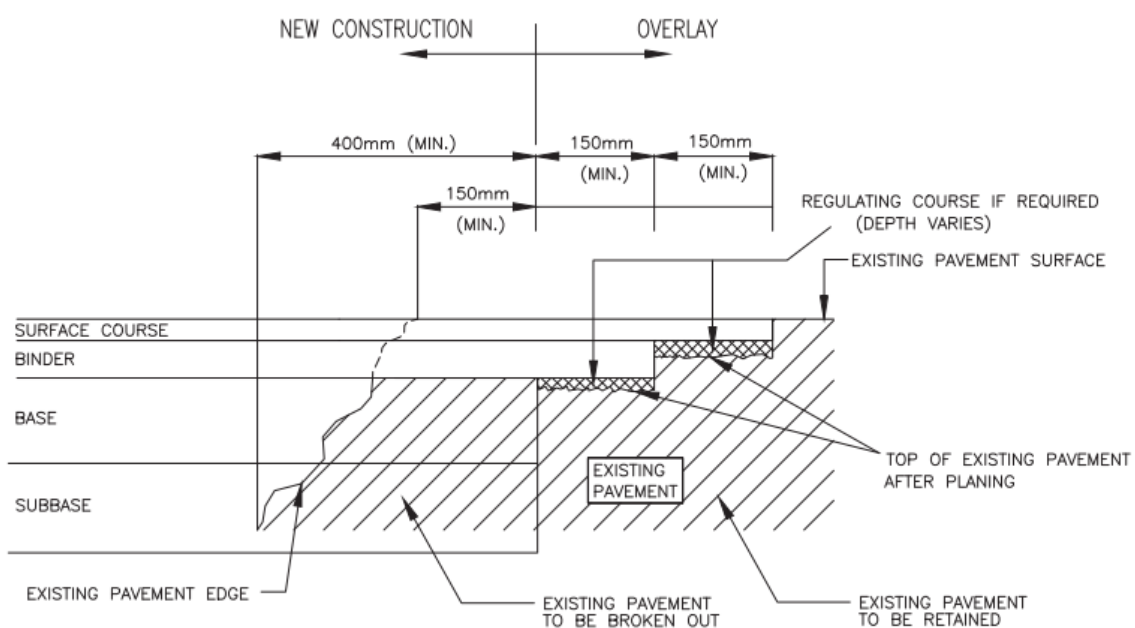 NEW CONSTRUCTION
OVERLAY
400mm (MIN.)
150mm
(MIN.)
150mm
(MIN.)
150mm
(MIN.)
REGULATING COURSE IF REQUIRED
(DEPTH VARIES)
EXISTING PAVEMENT SURFACE
SURFACE COURSE
BINDER
BASE
SUBBASE
EXISTING
PAVEMENT
TOP OF EXISTING PAVEMENT
AFTER PLANING
EXISTING PAVEMENT EDGE
EXISTING PAVEMENT
TO BE BROKEN OUT
EXISTING PAVEMENT
TO BE RETAINED